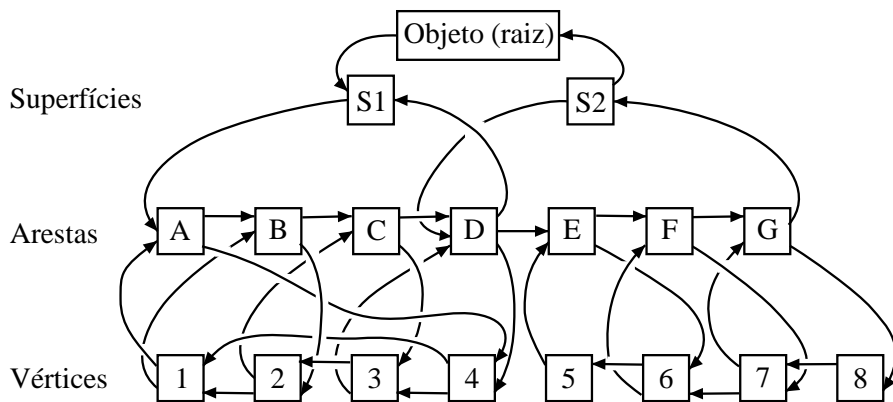 Objeto (raiz)
Superfícies S1 S2
Arestas A B C D E F G
Vértices 1 2 3 4 5 6 7 8